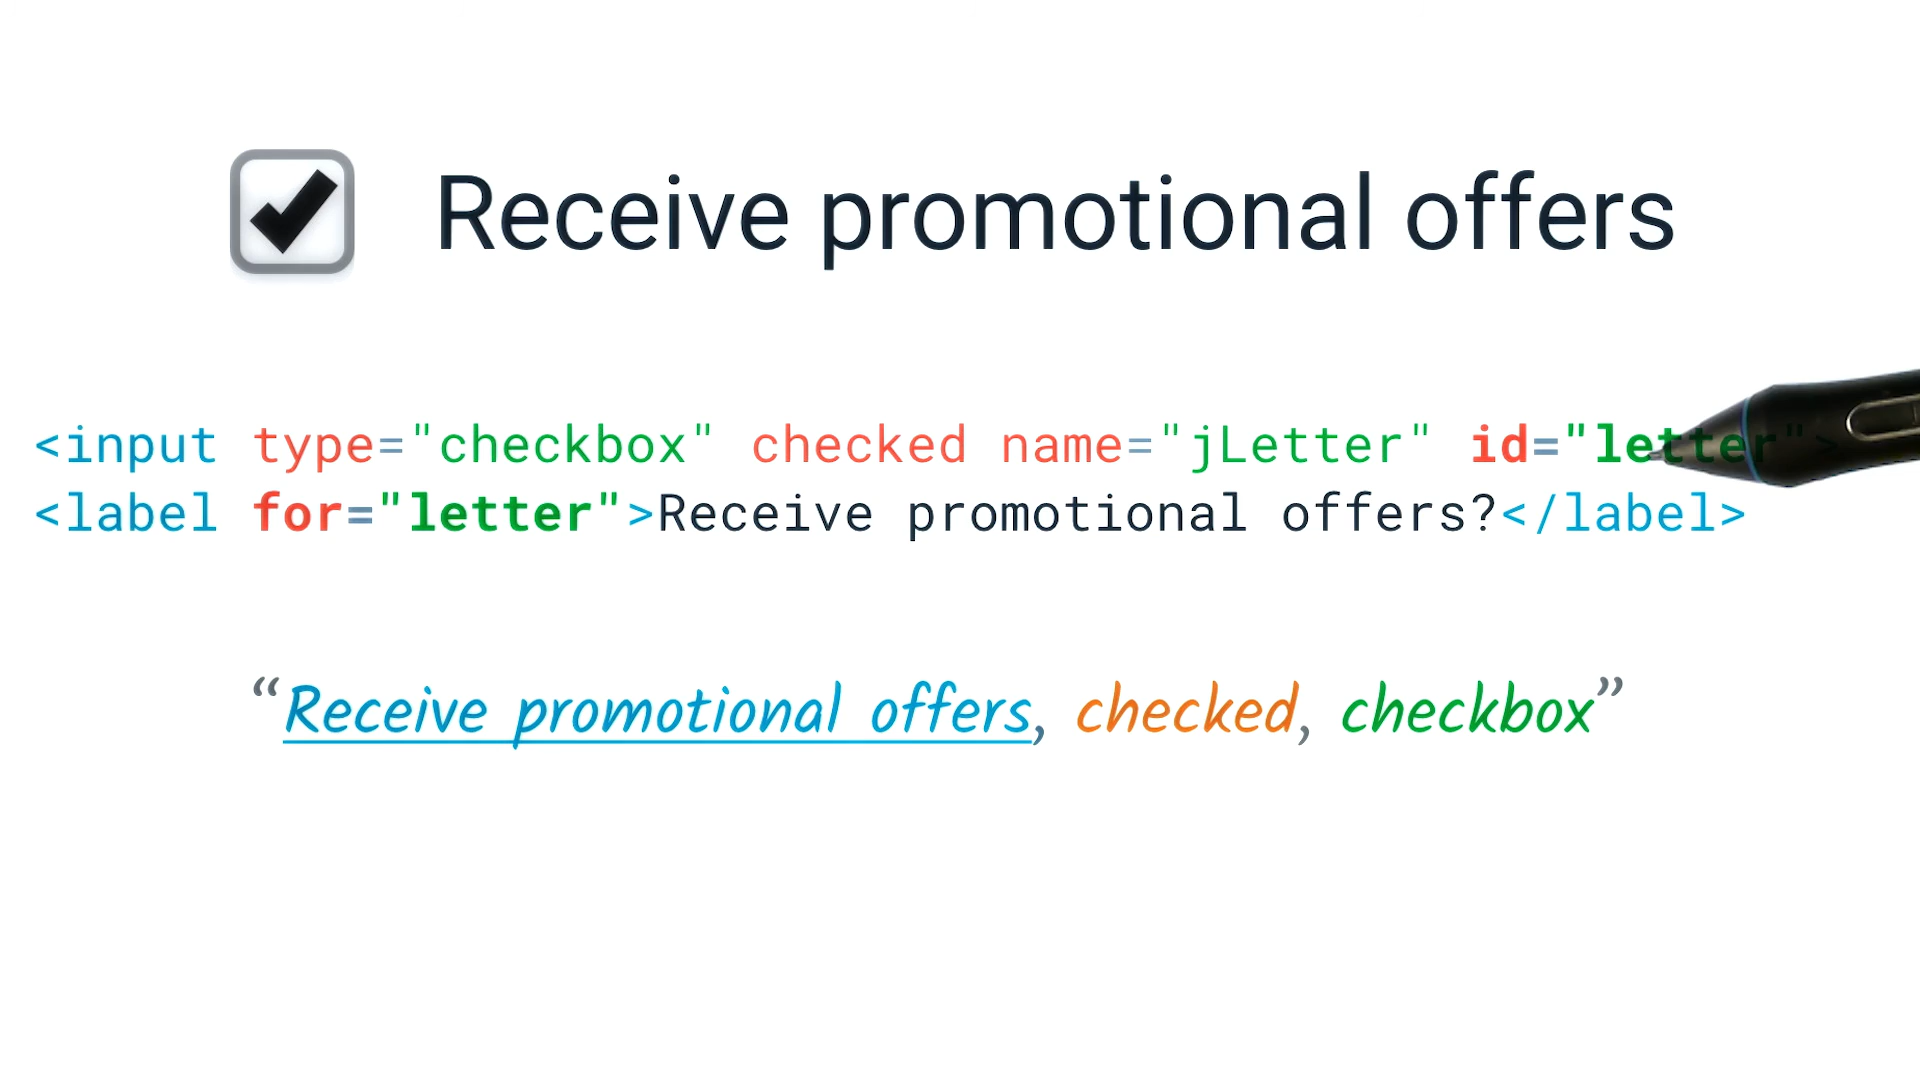 Receive promotional offers
<input type="checkbox" checked name="jLetter" id="letter">
<label for="letter">Receive promotional offers?</label>
“Receive promotional offers, checked, checkbox”